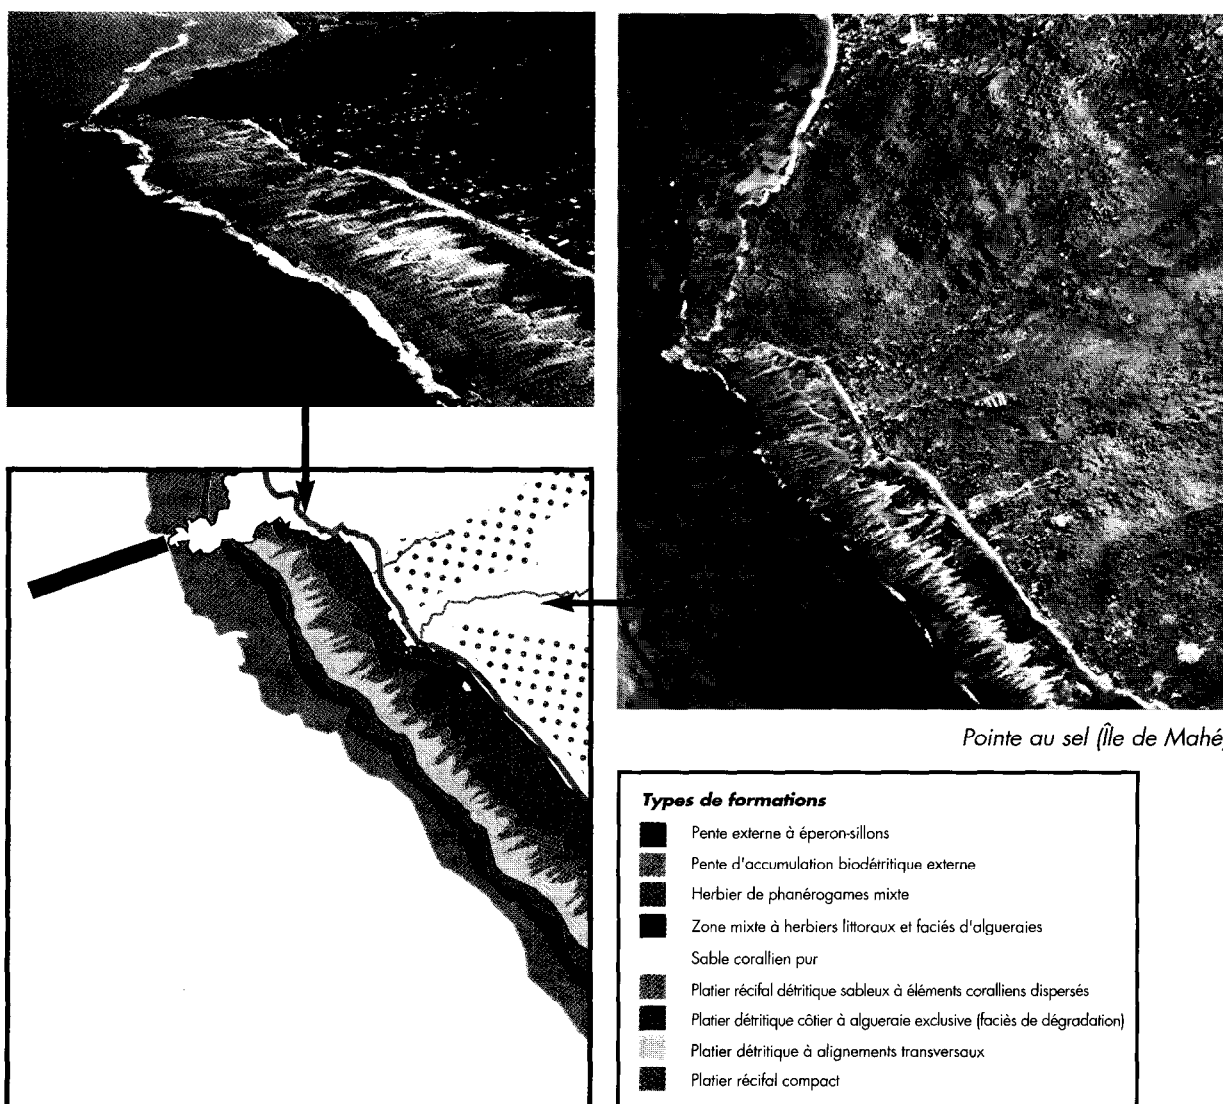 Pointe au sel (Île de Mahé)
Types de formations
Pente externe à éperon-sillons
Pente d'accumulation biodétritique externe
Herbier de phanérogames mixte
Zone mixte à herbiers littoraux et faciés d'algueraies
Sable corallien pur
Platier récifal détritique sableux à éléments coralliens dispersés
Platier détritique côtier à algueraie exclusive (faciès de dégradation)
Platier détritique à alignements transversaux
Platier récifal compact